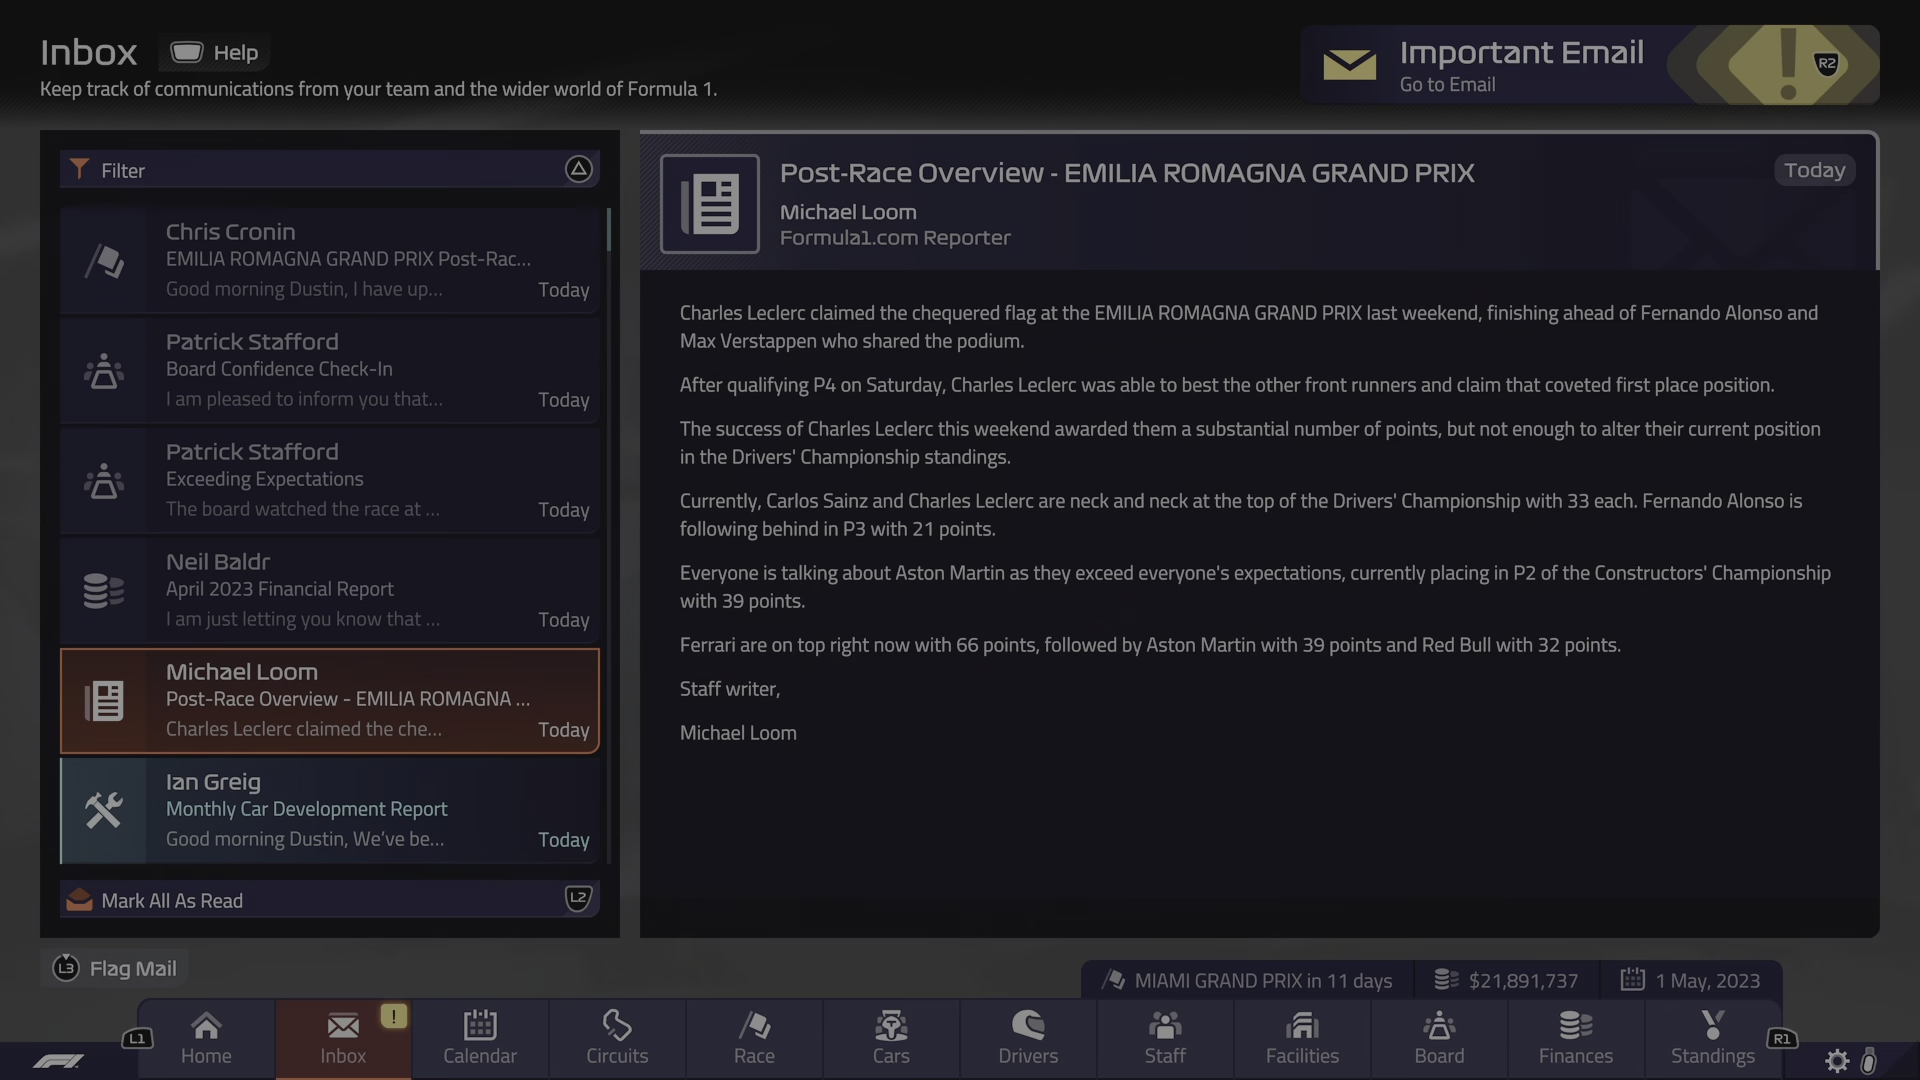 Inbox
Help
Keep track of communications from your team and the wider world of Formula 1.
Important Email
Go to Email
R2
Filter
Chris Cronin
EMILIA ROMAGNA GRAND PRIX Post-Rac...
Good morning Dustin, I have up...
Today
Patrick Stafford
Board Confidence Check-In
I am pleased to inform you that...
Today
Patrick Stafford
Exceeding Expectations
The board watched the race at ...
Today
Neil Baldr
April 2023 Financial Report
I am just letting you know that ...
Today
Michael Loom
Post-Race Overview - EMILIA ROMAGNA ...
Charles Leclerc claimed the che...
Today
Ian Greig
Monthly Car Development Report
Good morning Dustin, We've be...
Today
Mark All As Read
L2
Post-Race Overview - EMILIA ROMAGNA GRAND PRIX
Today
Michael Loom
Formula1.com Reporter
Charles Leclerc claimed the chequered flag at the EMILIA ROMAGNA GRAND PRIX last weekend, finishing ahead of Fernando Alonso and
Max Verstappen who shared the podium.
After qualifying P4 on Saturday, Charles Leclerc was able to best the other front runners and claim that coveted first place position.
The success of Charles Leclerc this weekend awarded them a substantial number of points, but not enough to alter their current position
in the Drivers' Championship standings.
Currently, Carlos Sainz and Charles Leclerc are neck and neck at the top of the Drivers' Championship with 33 each. Fernando Alonso is
following behind in P3 with 21 points.
Everyone is talking about Aston Martin as they exceed everyone's expectations, currently placing in P2 of the Constructors' Championship
with 39 points.
Ferrari are on top right now with 66 points, followed by Aston Martin with 39 points and Red Bull with 32 points.
Staff writer,
Michael Loom
L3
Flag Mail
MIAMI GRAND PRIX in 11 days
$21,891,737
1 May, 2023
L1
Home
Inbox
!
Calendar
Circuits
Race
Cars
Drivers
Staff
Facilities
Board
Finances
Standings
R1